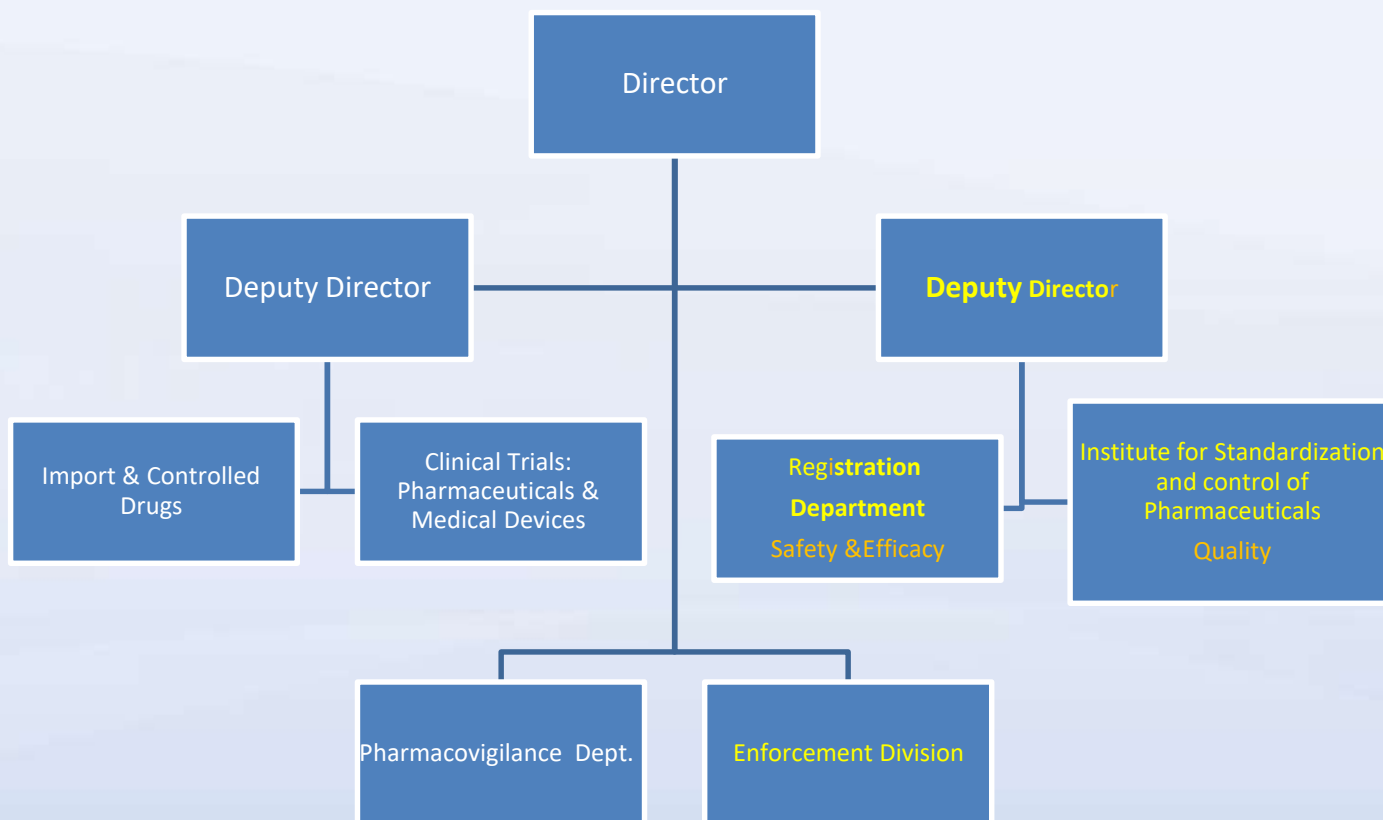 Director
Deputy Director
Deputy Director
Import & Controlled
Drugs
Clinical Trials:
Pharmaceuticals &
Medical Devices
Registration
Department
Safety &Efficacy
Institute for Standardization
and control of
Pharmaceuticals
Quality
Pharmacovigilance Dept.
Enforcement Division